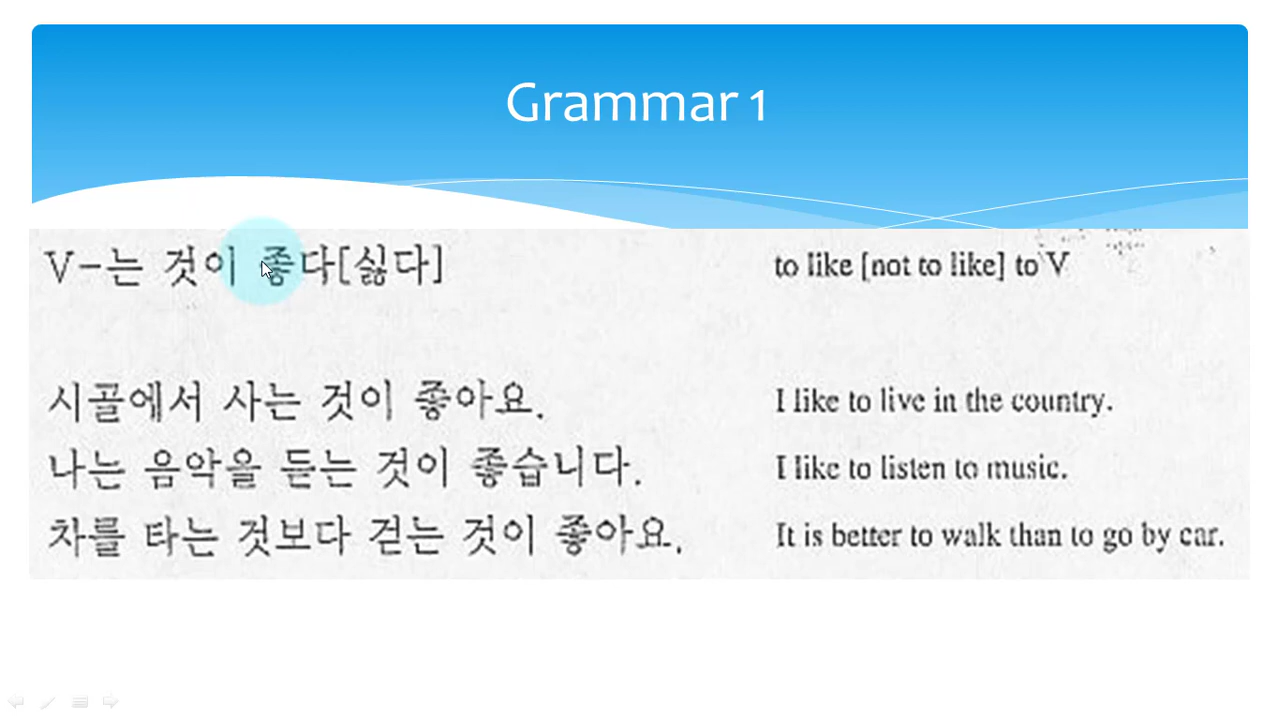 Grammar 1
V-는 것이 좋다[싫다] to like [not to like] to V
시골에서 사는 것이 좋아요. I like to live in the country.
나는 음악을 듣는 것이 좋습니다. I like to listen to music.
차를 타는 것보다 걷는 것이 좋아요. It is better to walk than to go by car.